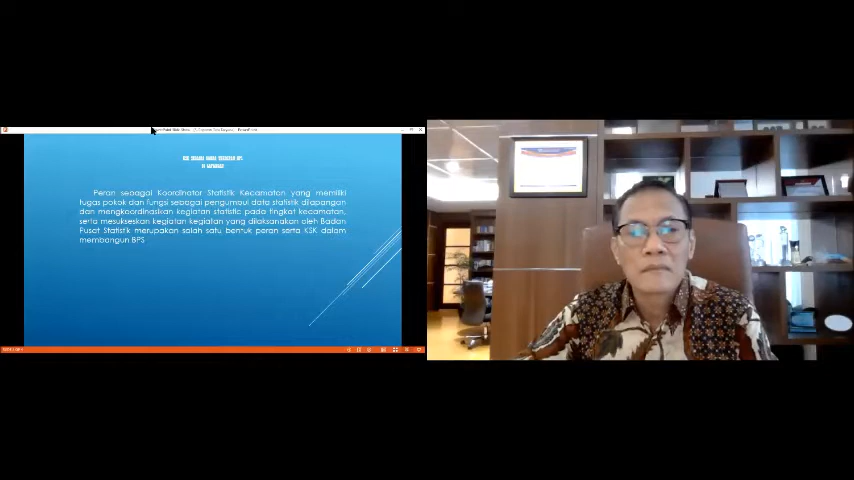 Peran sebagai Koordinator Statistik Kecamatan yang memiliki
tugas pokok dan fungsi sebagai pengumpul data statistik dilapangan
dan mengkoordinasikan kegiatan statistic pada tingkat kecamatan,
serta mesukseskan kegiatan kegiatan yang dilaksanakan oleh Badan
Pusat Statistik merupakan salah satu bentuk peran serta KSK dalam
membangun BPS